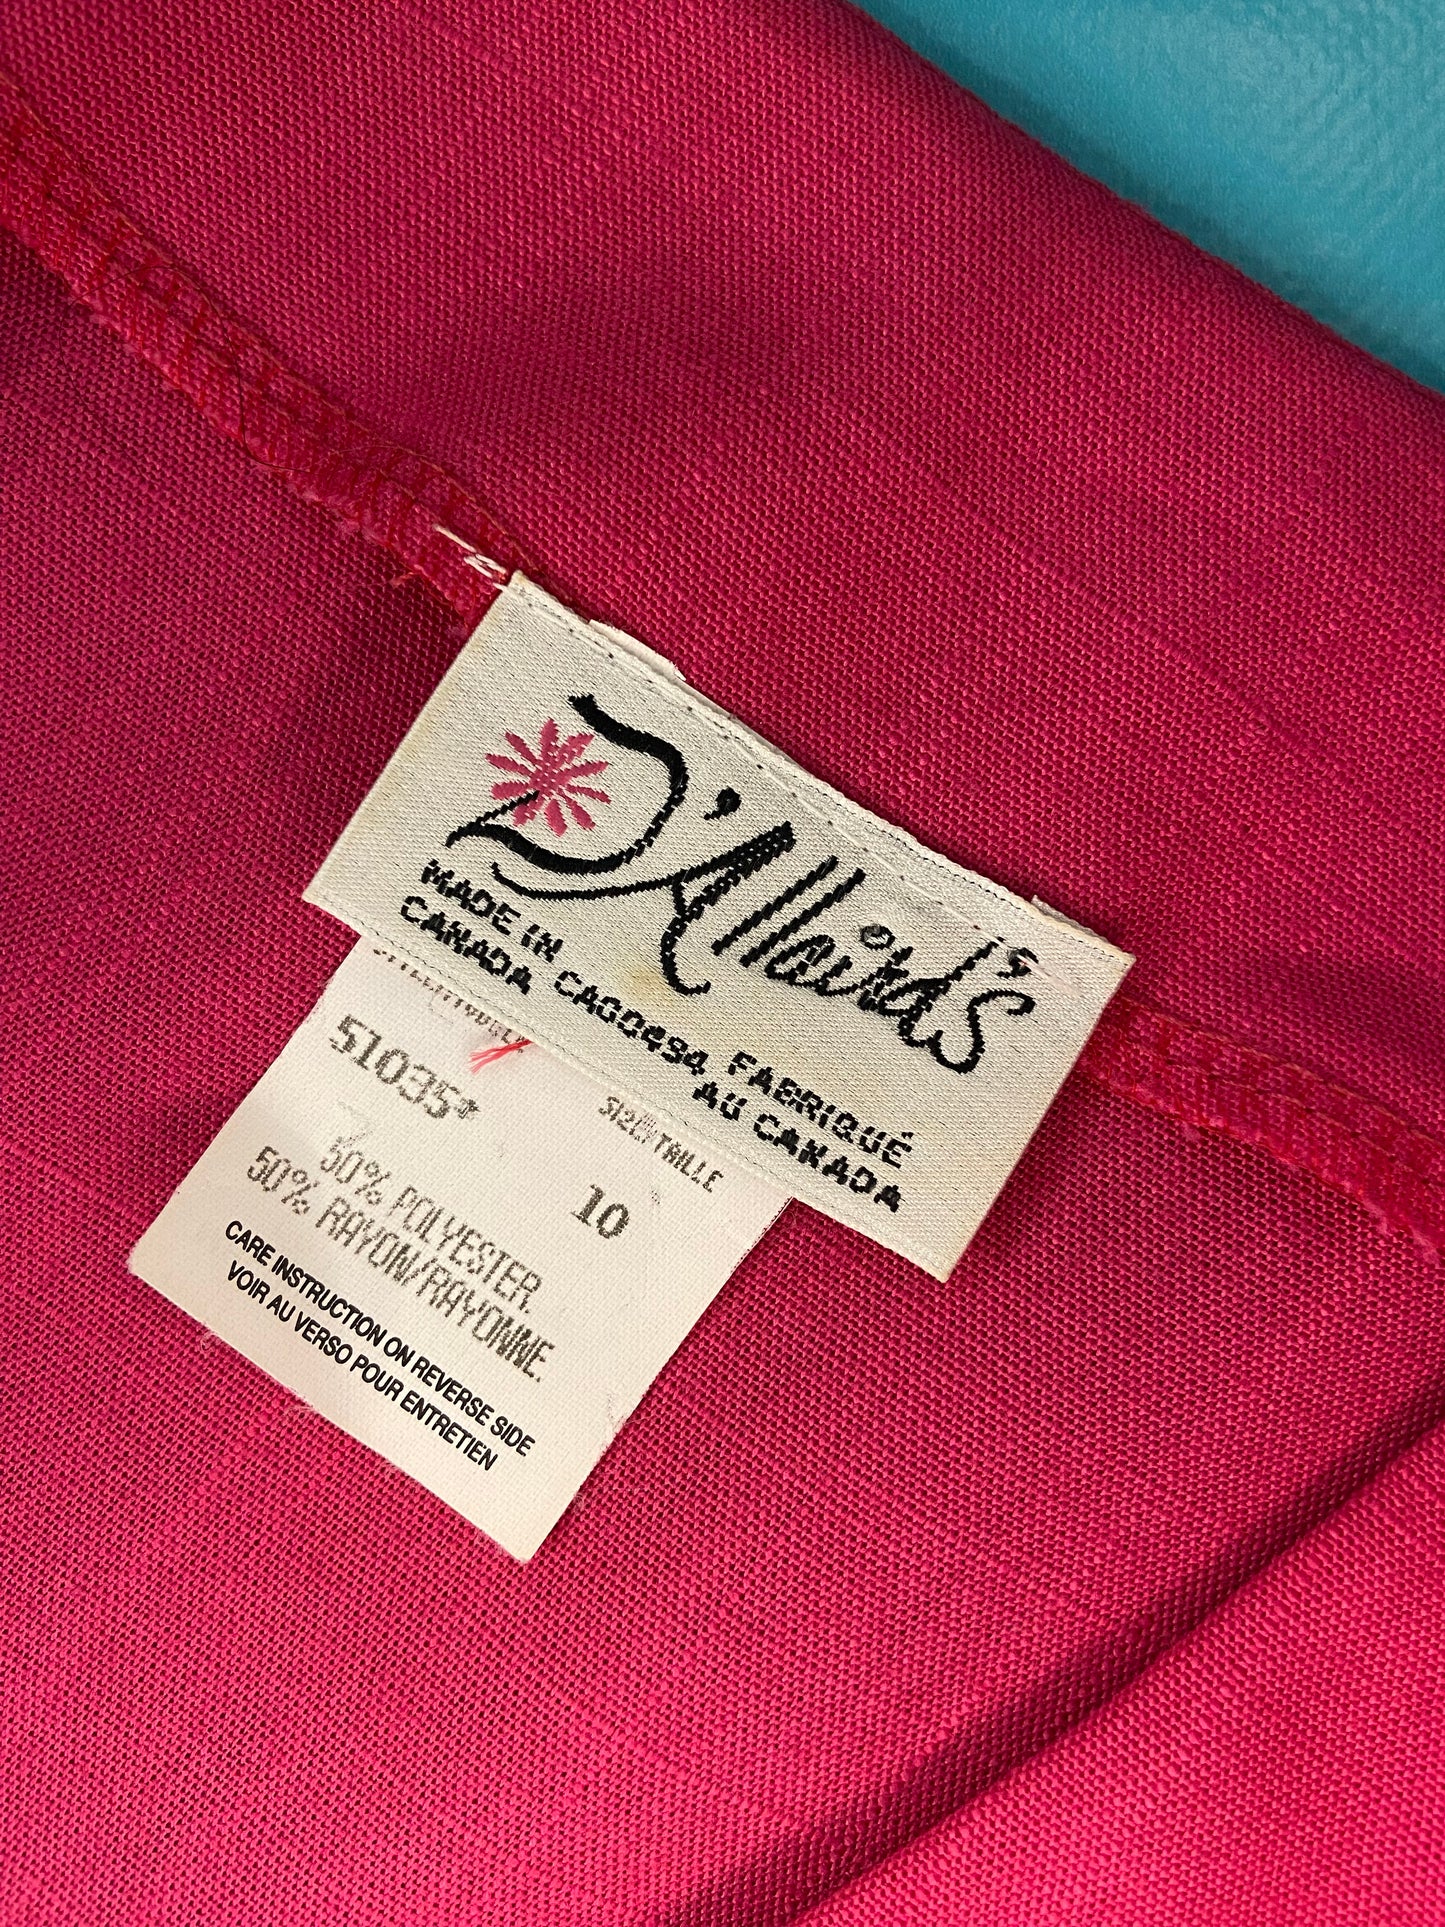 D'Allaird's
MADE IN CA00494 FABRIQUÉ
CANADA AU CANADA
SIZE/TAILLE
51035
10
50% POLYESTER.
50% RAYON/RAYONNE.
CARE INSTRUCTION ON REVERSE SIDE
VOIR AU VERSO POUR ENTRETIEN